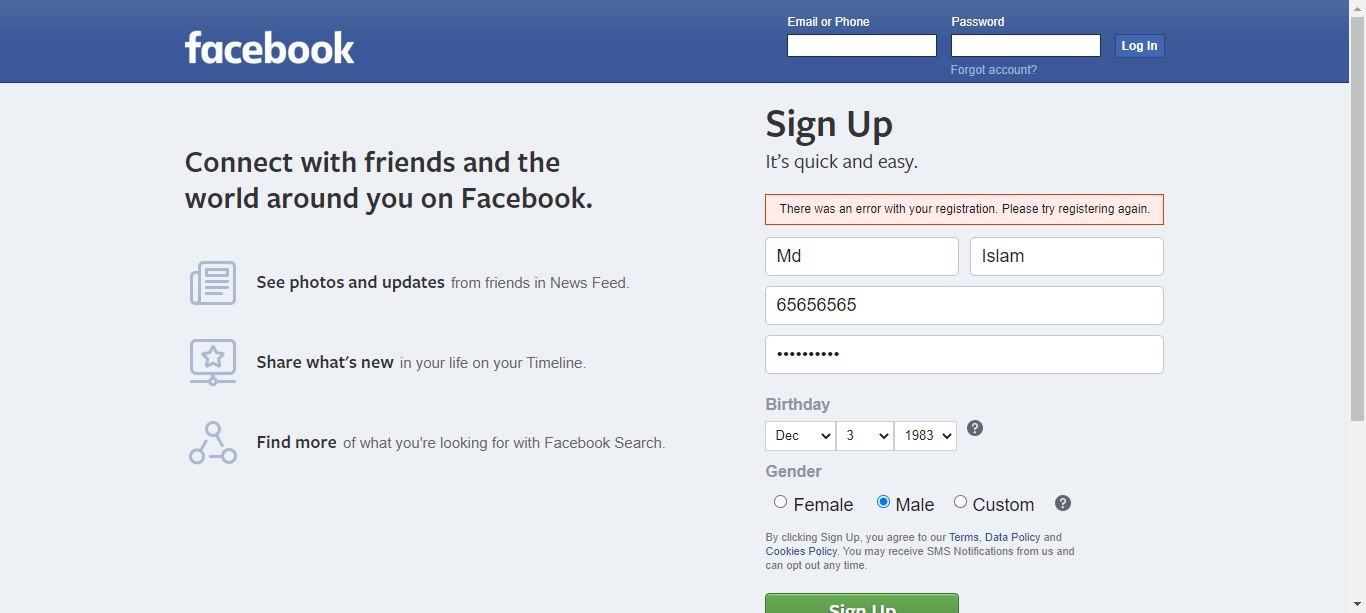 facebook
Email or Phone
Password
Log In
Forgot account?
Connect with friends and the
world around you on Facebook.
See photos and updates from friends in News Feed.
Share what's new in your life on your Timeline.
Find more of what you're looking for with Facebook Search.
Sign Up
It's quick and easy.
There was an error with your registration. Please try registering again.
Md
Islam
65656565
••••••••••
Birthday
Dec 3 1983 ?
Gender
Female Male Custom ?
By clicking Sign Up, you agree to our Terms, Data Policy and
Cookies Policy. You may receive SMS Notifications from us and
can opt out any time.
Sign Up